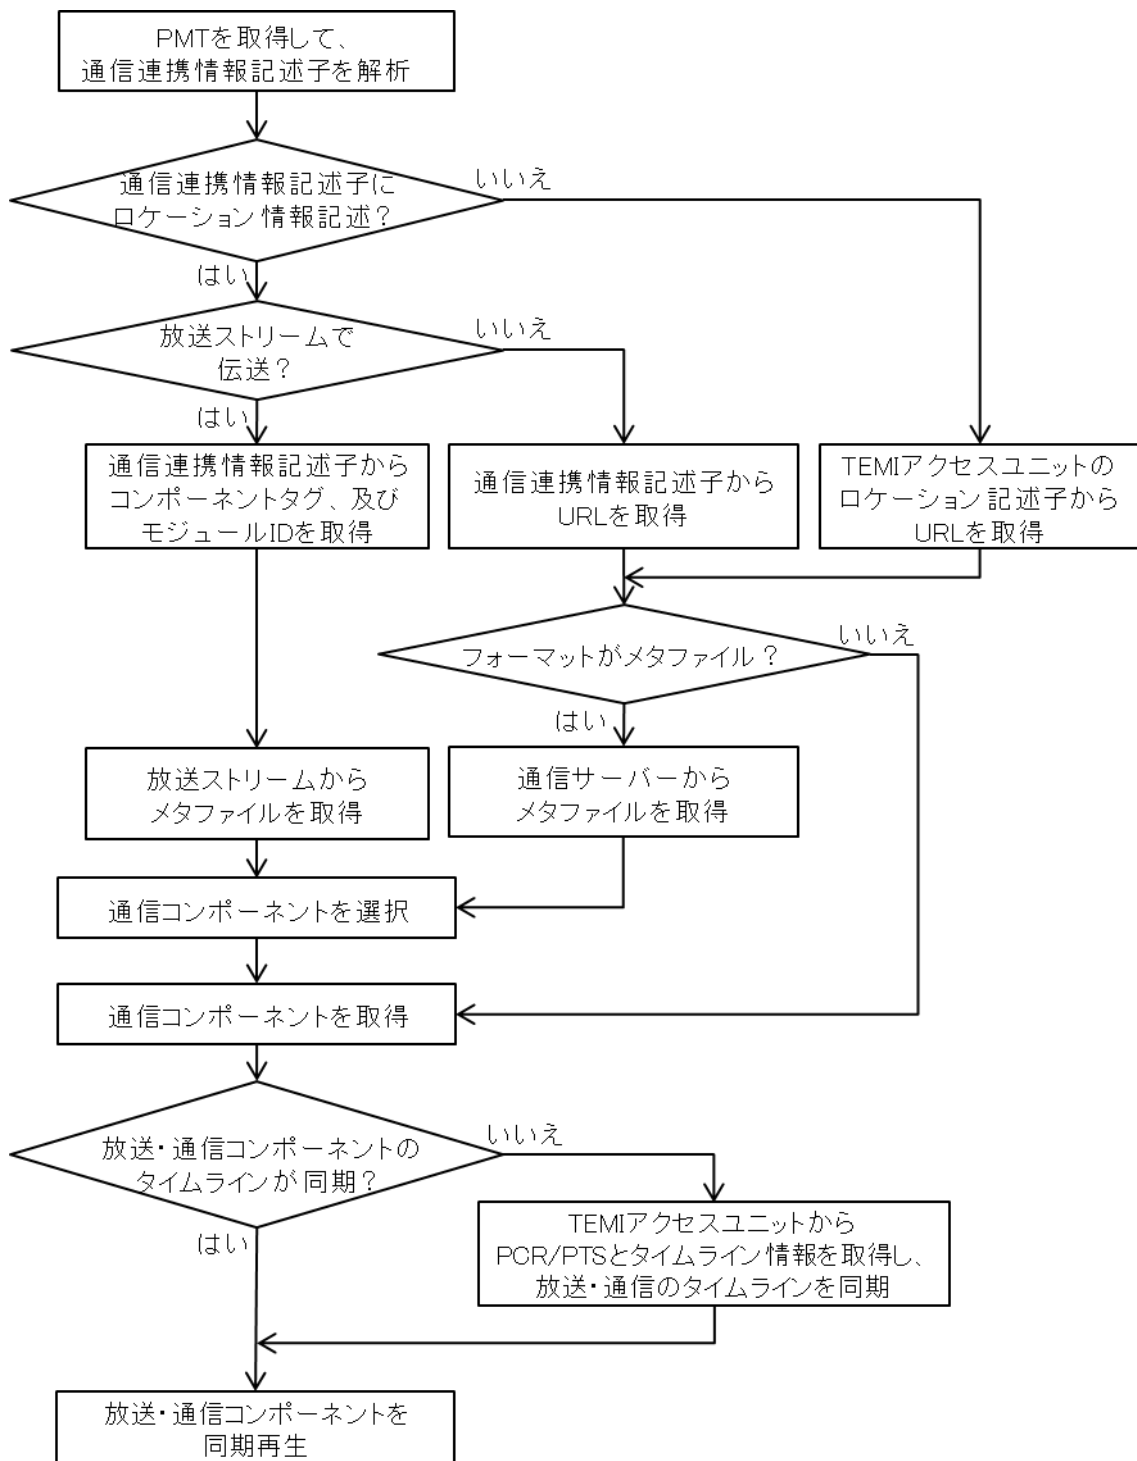 PMTを取得して、
通信連携情報記述子を解析
通信連携情報記述子に
ロケーション情報記述?
いいえ
はい
放送ストリームで
伝送?
いいえ
はい
通信連携情報記述子から
コンポーネントタグ、及び
モジュールIDを取得
通信連携情報記述子から
URLを取得
TEMIアクセスユニットの
ロケーション記述子から
URLを取得
フォーマットがメタファイル?
いいえ
はい
放送ストリームから
メタファイルを取得
通信サーバーから
メタファイルを取得
通信コンポーネントを選択
通信コンポーネントを取得
放送・通信コンポーネントの
タイムラインが同期?
いいえ
はい
TEMIアクセスユニットから
PCR/PTSとタイムライン情報を取得し、
放送・通信のタイムラインを同期
放送・通信コンポーネントを
同期再生